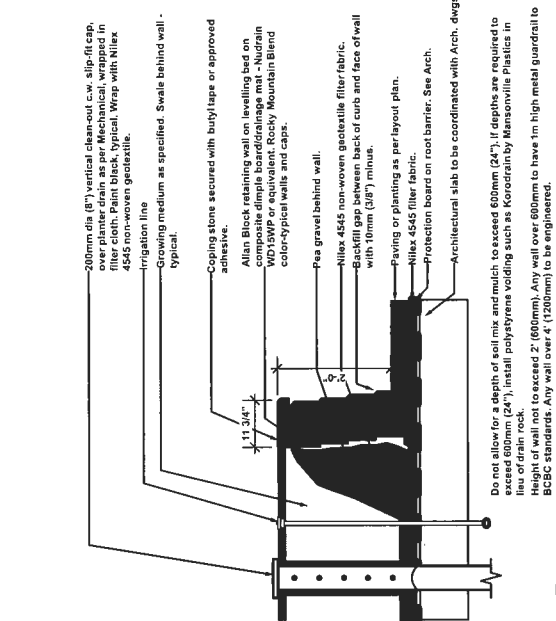 200mm dia (8") vertical clean-out c.w. slip-fit cap,
over planter drain as per Mechanical, wrapped in
filter cloth. Paint black, typical. Wrap with Nilex
4545 non-woven geotextile.
Irrigation line
Growing medium as specified. Swale behind wall -
typical.
Coping stone secured with butyl tape or approved
adhesive.
Allan Block retaining wall on levelling bed on
composite dimple board/drainage mat - Nudrain
WD15WP or equivalent. Rocky Mountain Blend
color-typical walls and caps.
Pea gravel behind wall.
Nilex 4545 non-woven geotextile filter fabric.
Backfill gap between back of curb and face of wall
with 10mm (3/8") minus.
Paving or planting as per layout plan.
Nilex 4545 filter fabric.
Protection board on root barrier. See Arch.
Architectural slab to be coordinated with Arch. dwgs
11 3/4"
2'-0"
Do not allow for a depth of soil mix and mulch to exceed 600mm (24"). If depths are required to
exceed 600mm (24"), install polystyrene voiding such as Korodrain by Mansonville Plastics in
lieu of drain rock.
Height of wall not to exceed 2' (600mm). Any wall over 600mm to have 1m high metal guardrail to
BCBC standards. Any wall over 4' (1200mm) to be engineered.